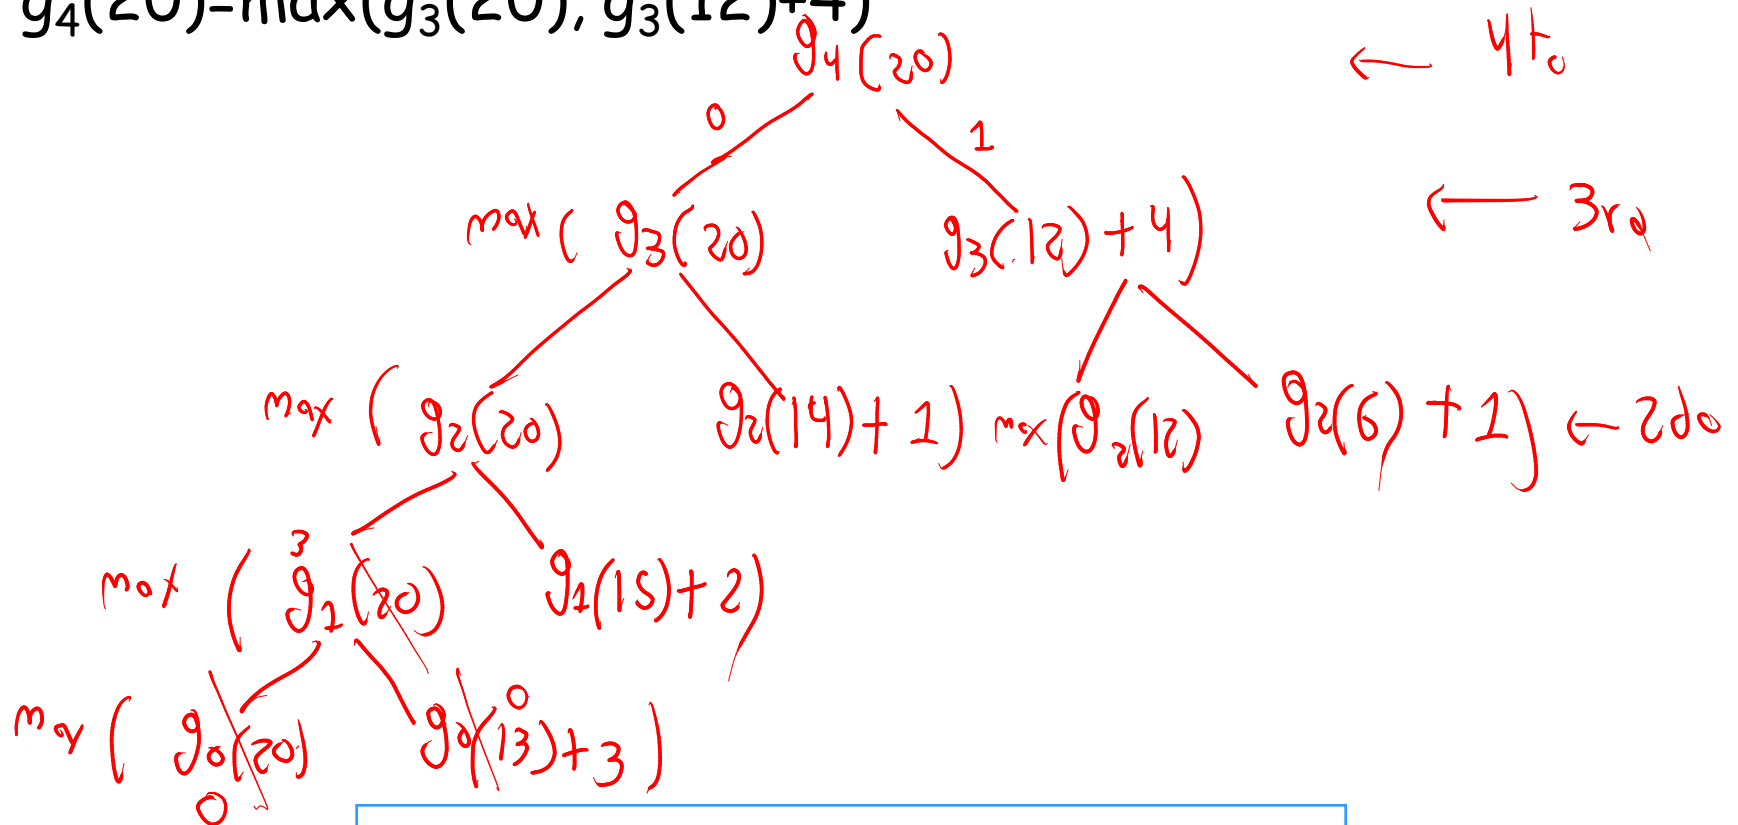 g₄(20)=max(g₃(20), g₃(12)+4)
g₄(20) ← 4to
0 1
max( g₃(20) g₃(12)+4) ← 3ra
max( g₂(20) g₂(14)+1) max(g₂(12) g₂(6)+1) ← 2do
3
max( g₁(20) g₁(15)+2)
0
max( g₀(20) g₀(13)+3)
0